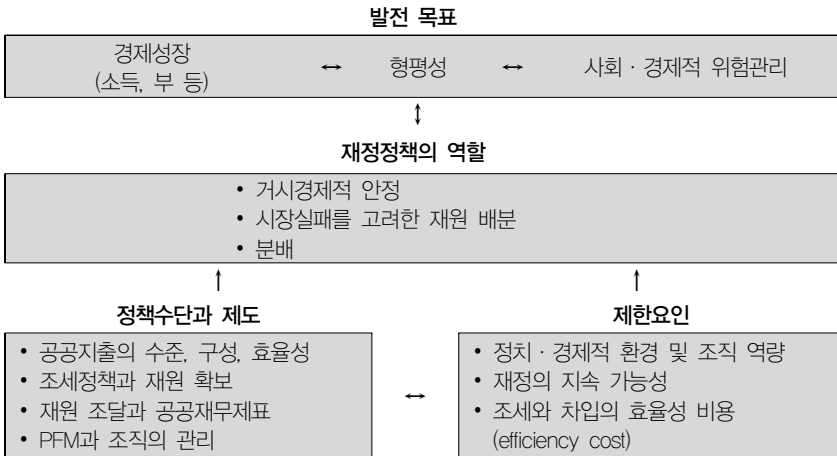 발전 목표
경제성장 ↔ 형평성 ↔ 사회 · 경제적 위험관리
(소득, 부 등)
↕
재정정책의 역할
• 거시경제적 안정
• 시장실패를 고려한 재원 배분
• 분배
↑ ↑
정책수단과 제도
• 공공지출의 수준, 구성, 효율성
• 조세정책과 재원 확보
• 재원 조달과 공공재무제표
• PFM과 조직의 관리
↔
제한요인
• 정치 · 경제적 환경 및 조직 역량
• 재정의 지속 가능성
• 조세와 차입의 효율성 비용
(efficiency cost)